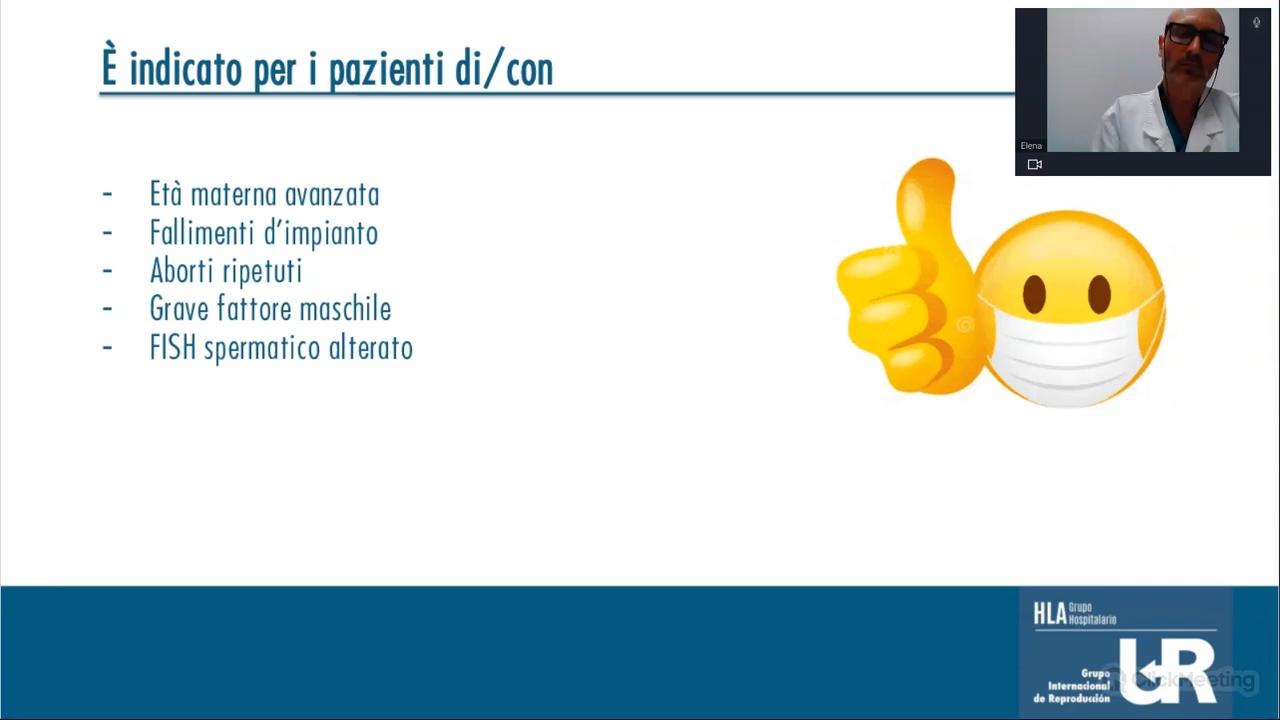 È indicato per i pazienti di/con
Elena
- Età materna avanzata
- Fallimenti d’impianto
- Aborti ripetuti
- Grave fattore maschile
- FISH spermatico alterato
HLA Grupo
Hospitalario
UR
Grupo
Internacional
de Reproducción
ClickMeeting